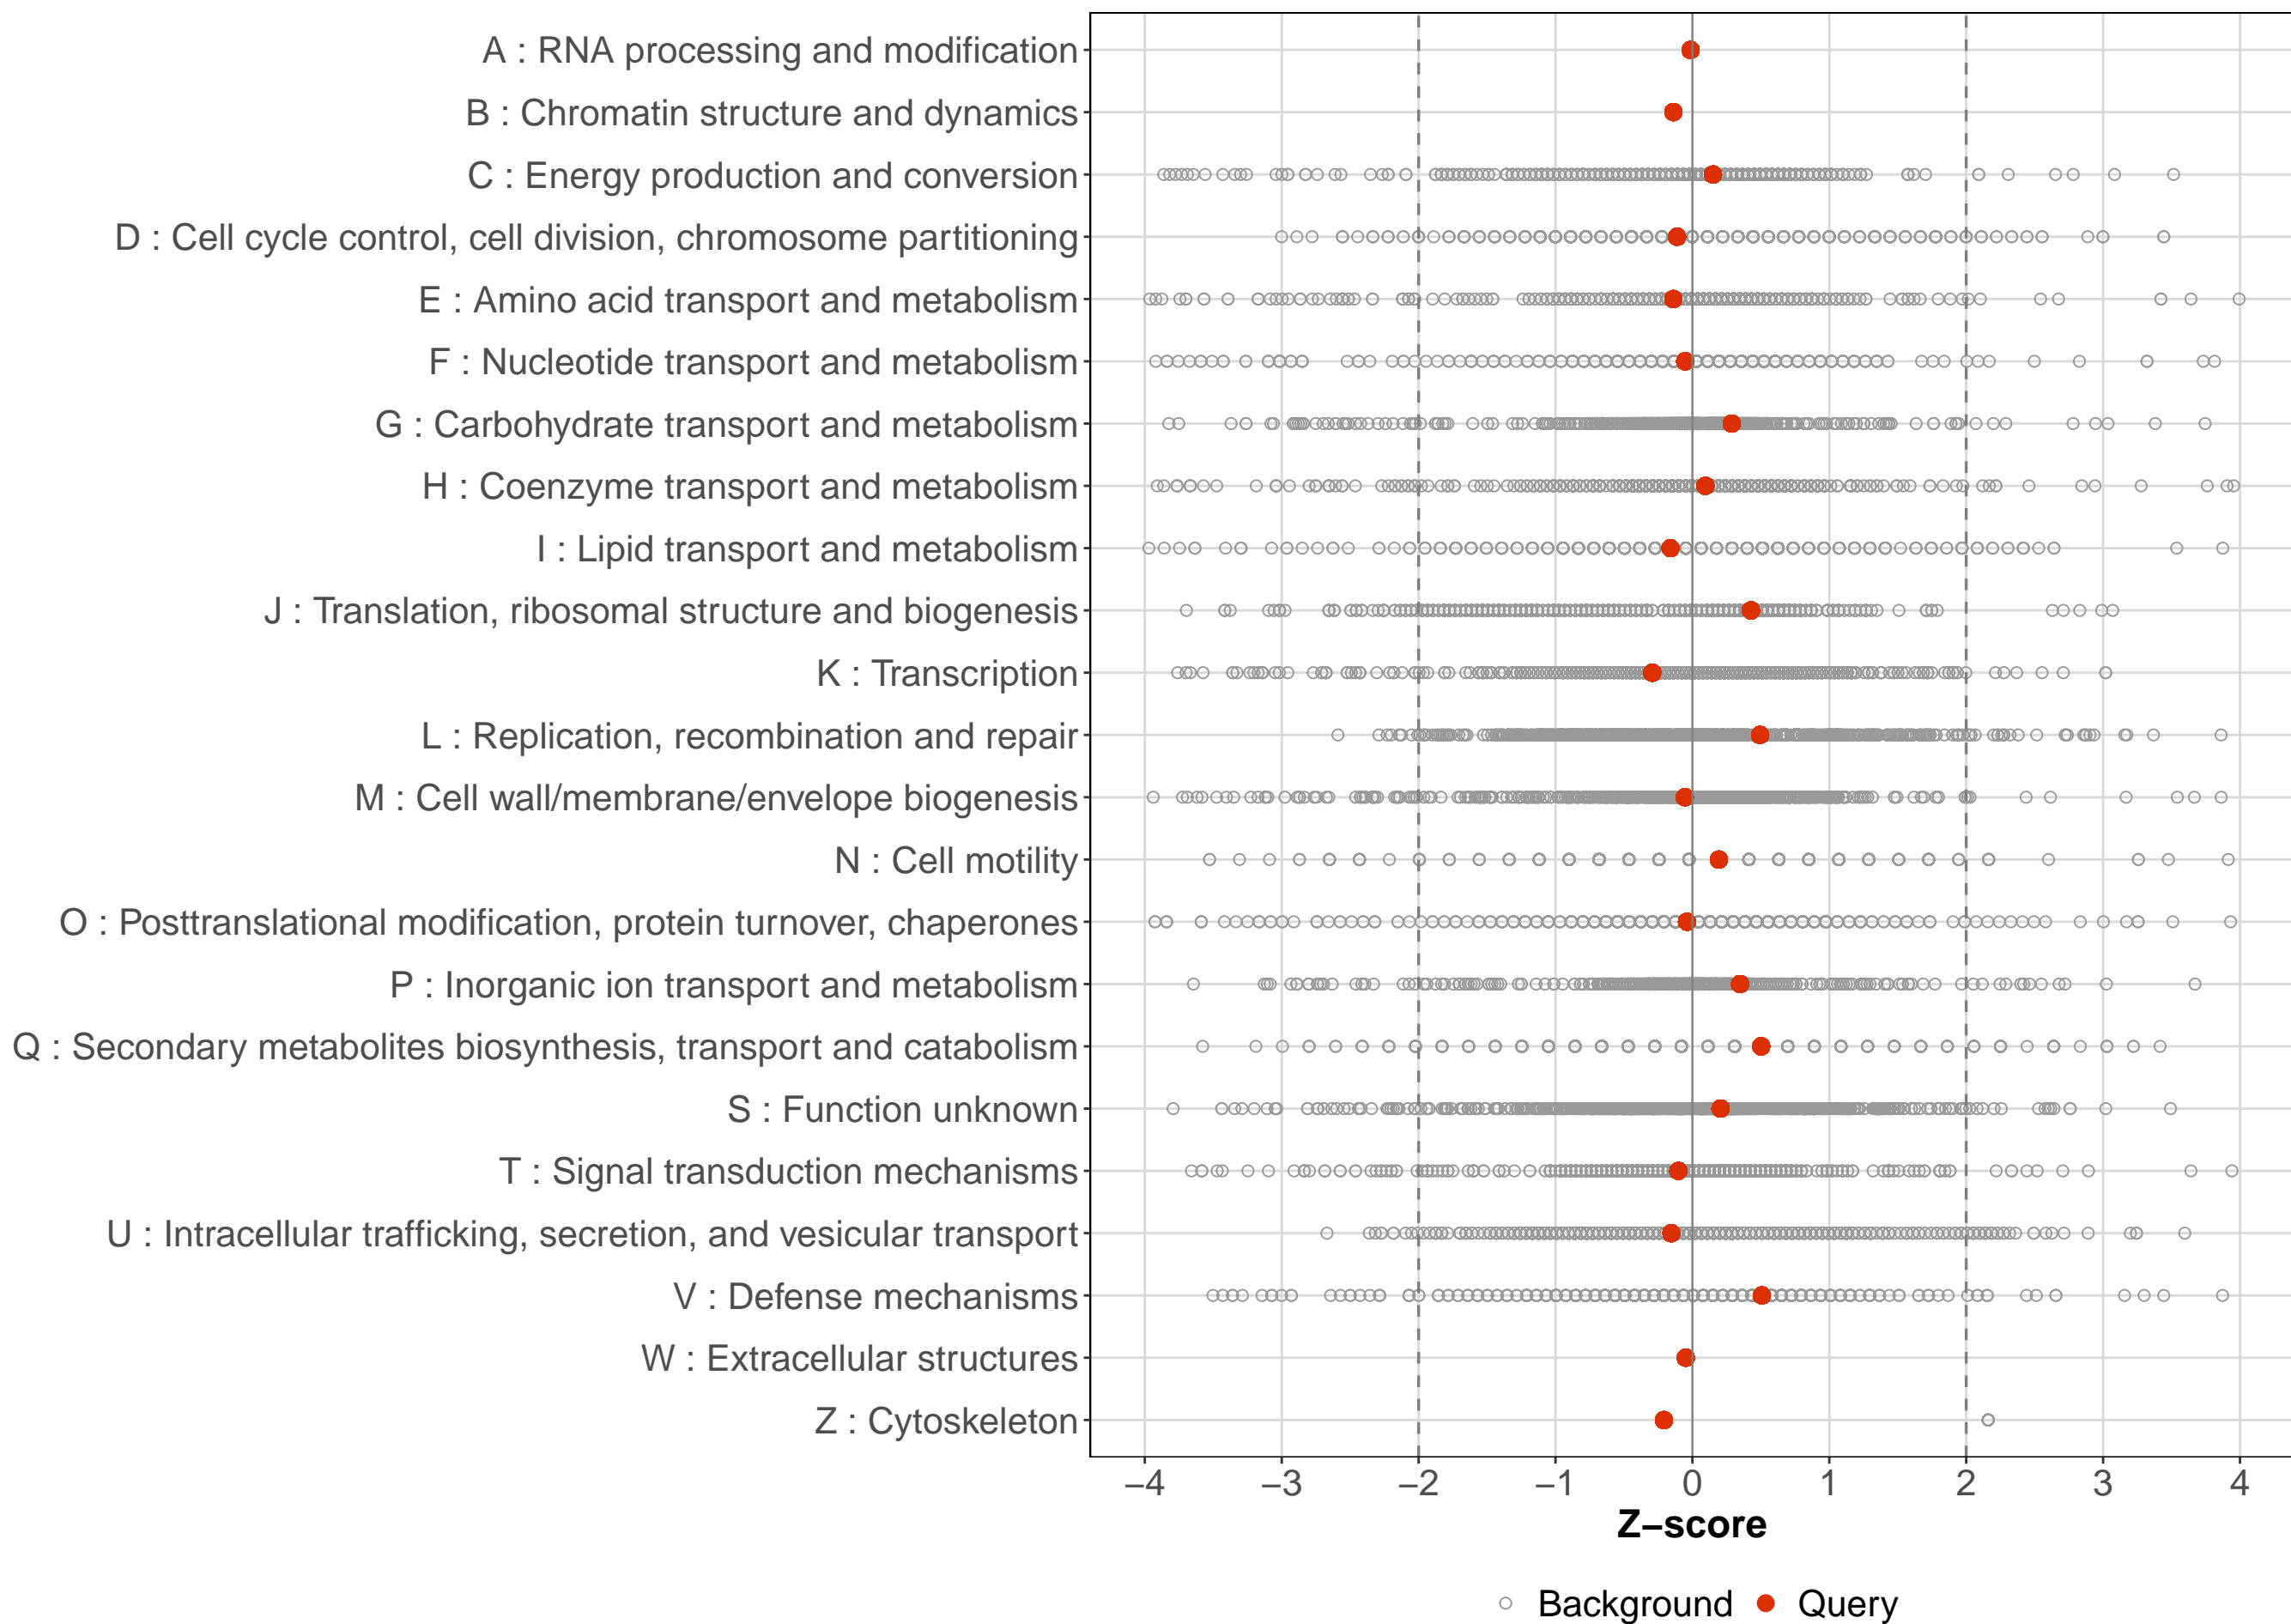 A : RNA processing and modification
B : Chromatin structure and dynamics
C : Energy production and conversion
D : Cell cycle control, cell division, chromosome partitioning
E : Amino acid transport and metabolism
F : Nucleotide transport and metabolism
G : Carbohydrate transport and metabolism
H : Coenzyme transport and metabolism
I : Lipid transport and metabolism
J : Translation, ribosomal structure and biogenesis
K : Transcription
L : Replication, recombination and repair
M : Cell wall/membrane/envelope biogenesis
N : Cell motility
O : Posttranslational modification, protein turnover, chaperones
P : Inorganic ion transport and metabolism
Q : Secondary metabolites biosynthesis, transport and catabolism
S : Function unknown
T : Signal transduction mechanisms
U : Intracellular trafficking, secretion, and vesicular transport
V : Defense mechanisms
W : Extracellular structures
Z : Cytoskeleton
−4 −3 −2 −1 0 1 2 3 4
Z−score
Background Query